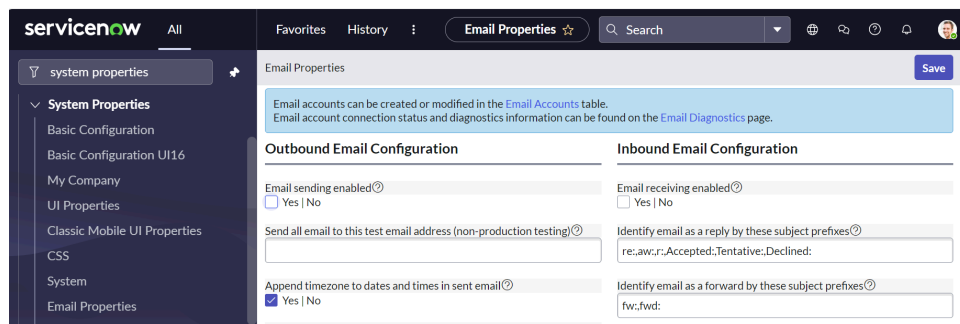 servicenow All Favorites History Email Properties Search
system properties
System Properties
Basic Configuration
Basic Configuration UI16
My Company
UI Properties
Classic Mobile UI Properties
CSS
System
Email Properties
Email Properties Save
Email accounts can be created or modified in the Email Accounts table.
Email account connection status and diagnostics information can be found on the Email Diagnostics page.
Outbound Email Configuration
Email sending enabled
Yes | No
Send all email to this test email address (non-production testing)
Append timezone to dates and times in sent email
Yes | No
Inbound Email Configuration
Email receiving enabled
Yes | No
Identify email as a reply by these subject prefixes
re:,aw:,r:,Accepted:,Tentative:,Declined:
Identify email as a forward by these subject prefixes
fw:,fwd: